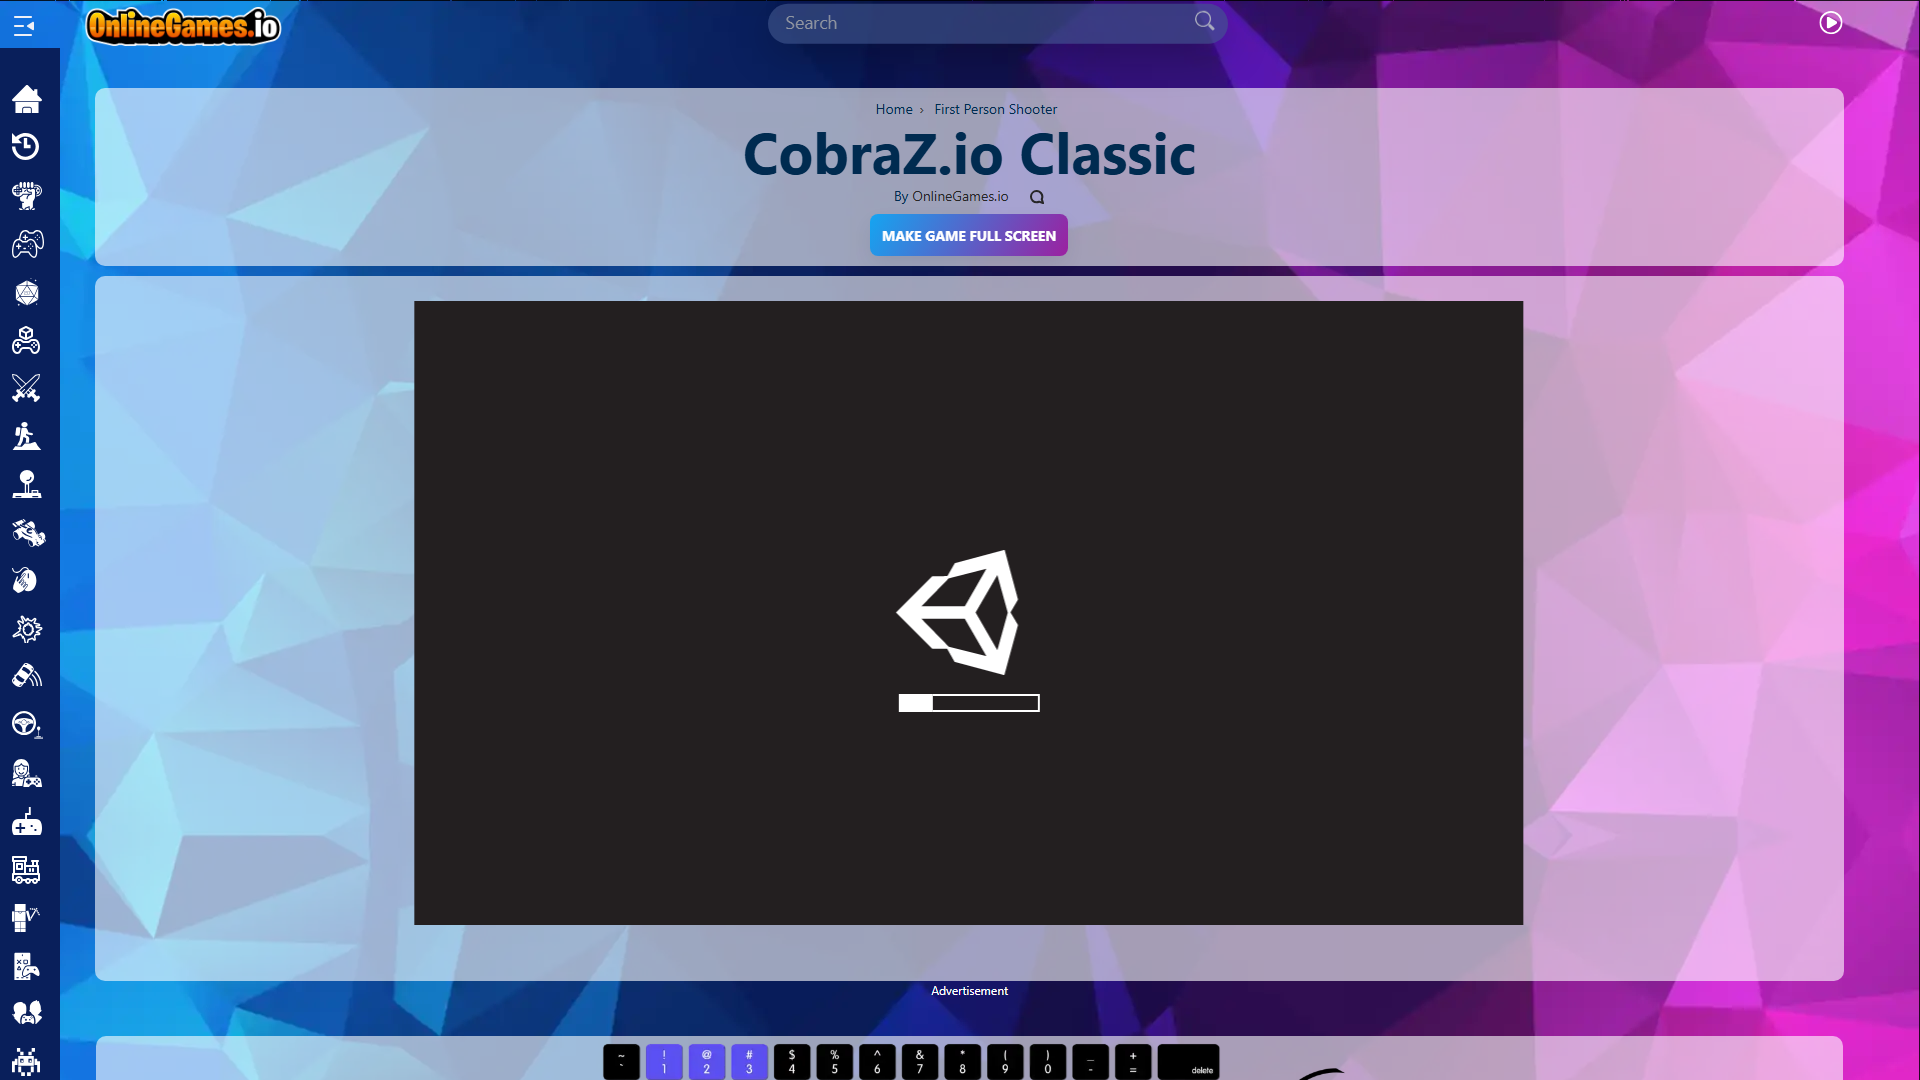 OnlineGames.io
Search
Home › First Person Shooter
CobraZ.io Classic
By OnlineGames.io
MAKE GAME FULL SCREEN
Advertisement
~ ! @ # $ % ^ & * ( ) _ +
` 1 2 3 4 5 6 7 8 9 0 - = delete